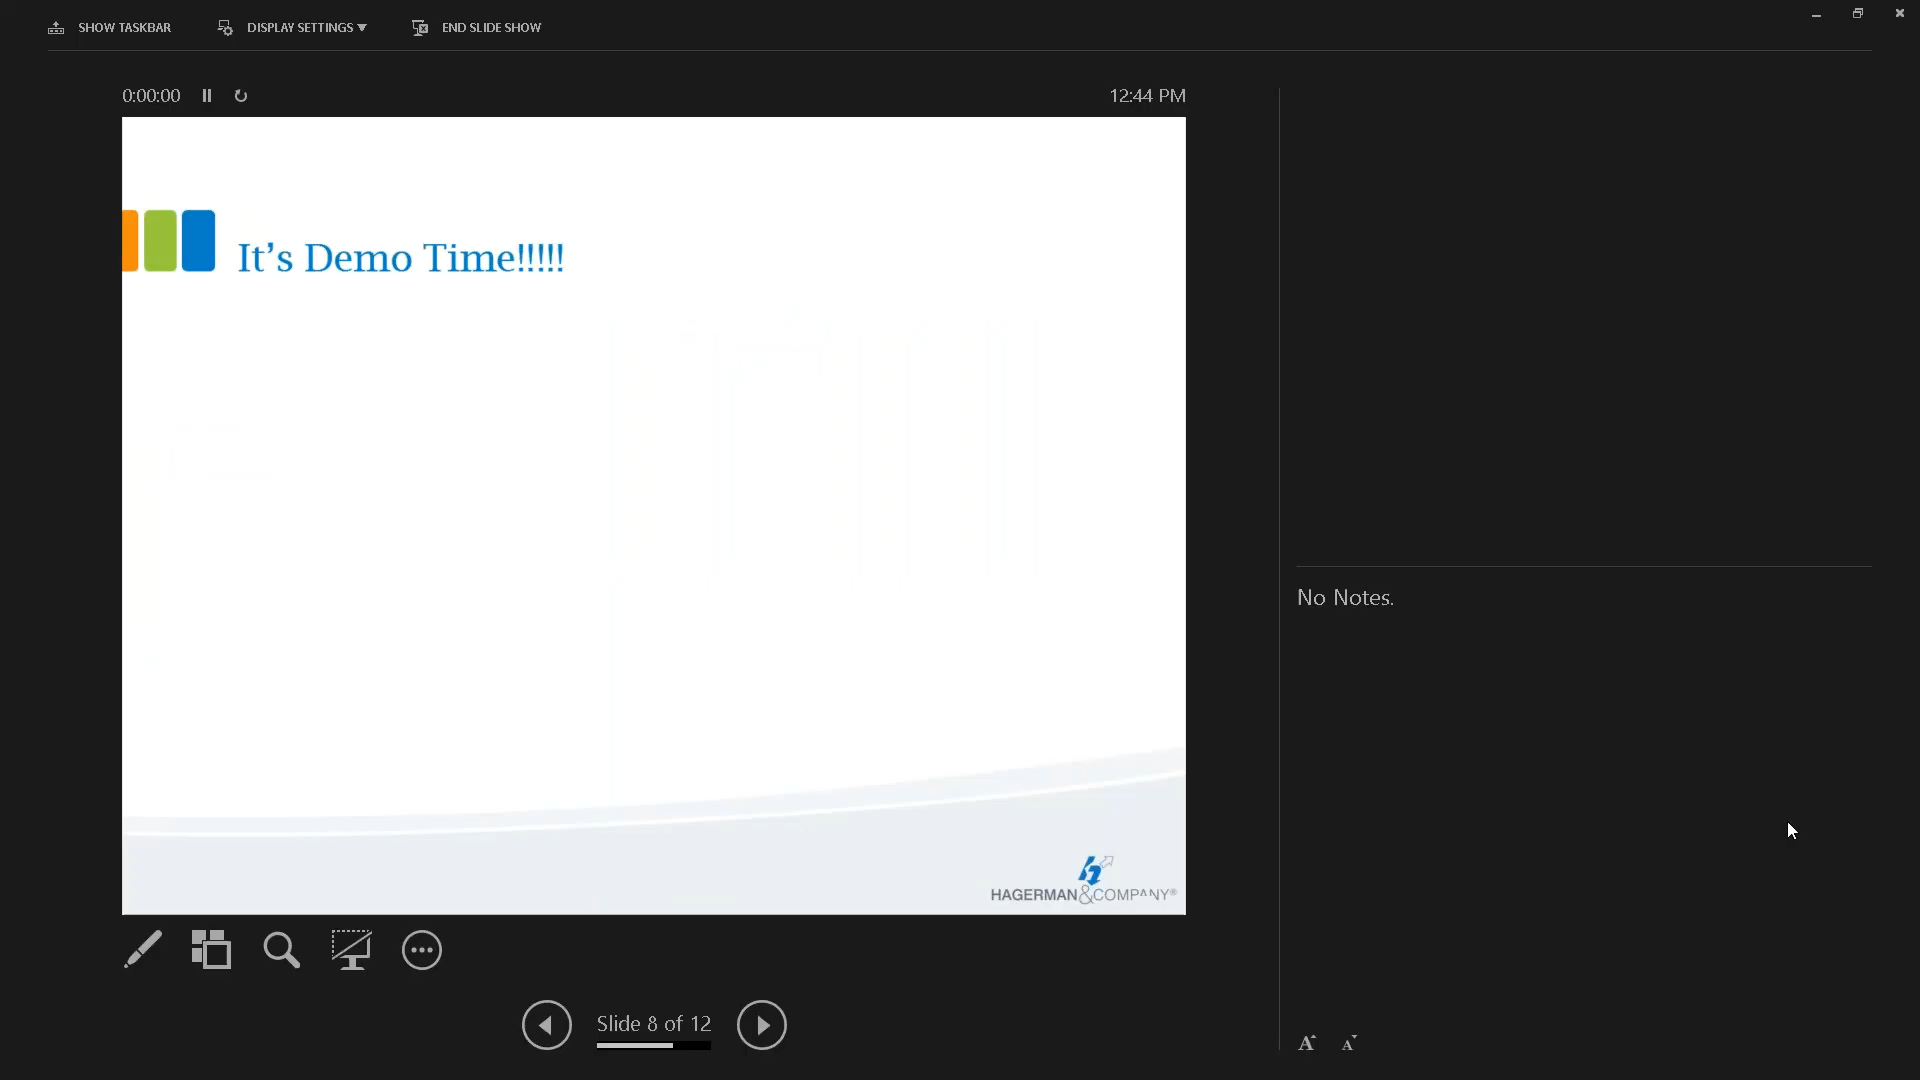 SHOW TASKBAR
DISPLAY SETTINGS
END SLIDE SHOW
0:00:00
12:44 PM
It’s Demo Time!!!!!
HAGERMAN&COMPANY®
No Notes.
Slide 8 of 12
A
A